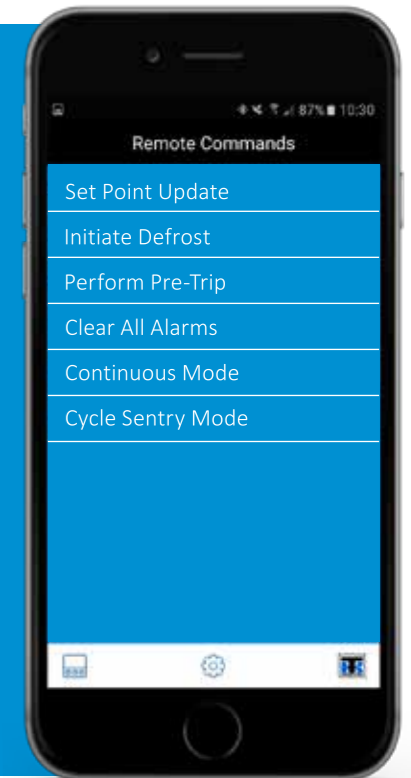 87% 10:30
Remote Commands
Set Point Update
Initiate Defrost
Perform Pre-Trip
Clear All Alarms
Continuous Mode
Cycle Sentry Mode